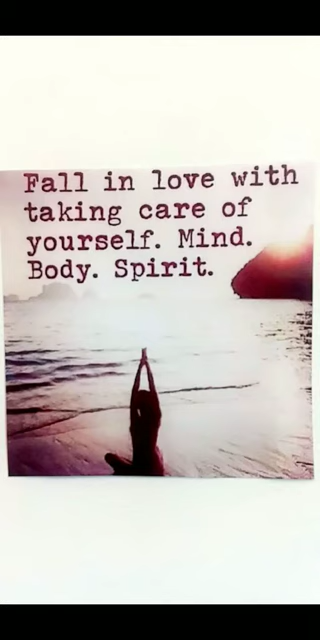 Fall in love with
taking care of
yourself. Mind.
Body. Spirit.